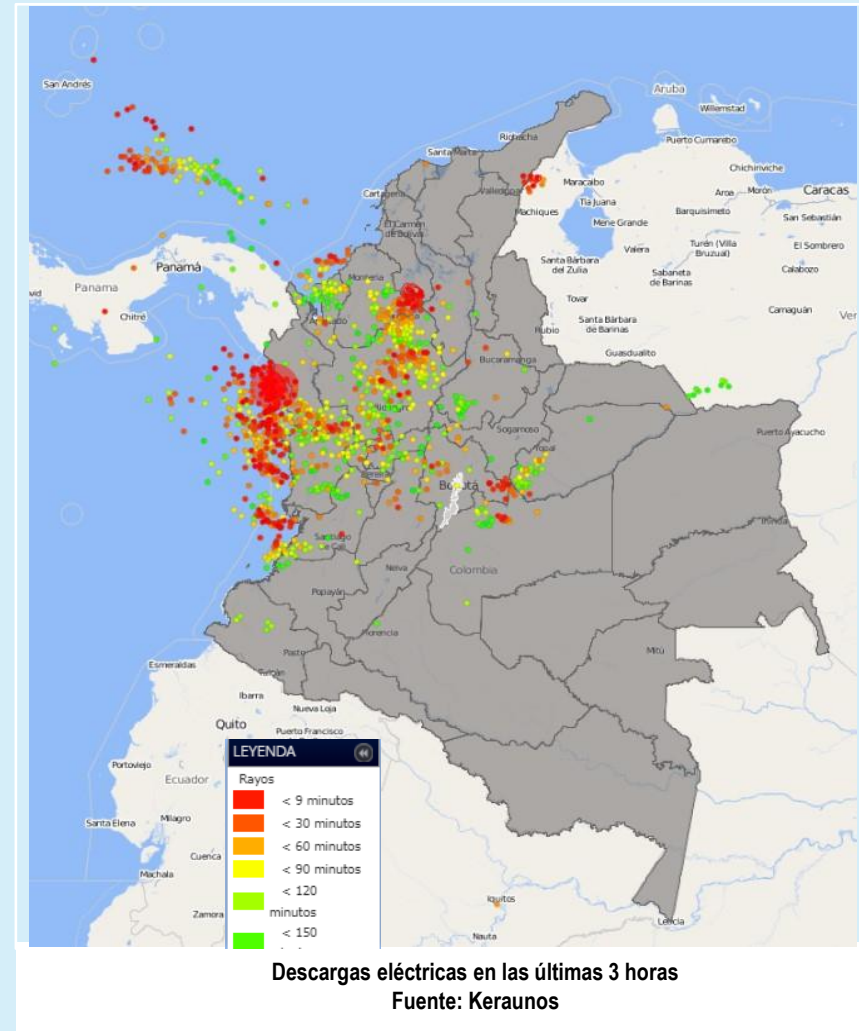 San Andrés
Aruba
Willemstad
Riohacha
Puerto Cumarebo
Santa Marta
Chichiriviche
Maracaibo
Cartagena
Valledupar
Aroa
Morón
Caracas
Tia Juana
Machiques
Barquisimeto
San Sebastián
Mene Grande
El Carmen
de Bolívar
Turén (Villa
Bruzual)
El Sombrero
Valera
Panamá
Santa Bárbara
del Zulia
Sabaneta
de Barinas
Calabozo
Montería
Panama
Tovar
Chitré
Camaguán
Santa Bárbara
de Barinas
Rubio
Guasdualito
Bucaramanga
Puerto Ayacucho
Sogamoso
Yopal
Bogotá
Santiago
de Cali
Neiva
Colombia
Popayán
Florencia
Mitú
Pasto
Esmeraldas
Ibarra
Nueva Loja
Quito
Puerto Francisco
Portoviejo
Ecuador
LEYENDA
Rayos
< 9 minutos
< 30 minutos
< 60 minutos
< 90 minutos
< 120
minutos
< 150
Santa Elena
Milagro
Cuenca
Machala
Zamora
Iquitos
Nauta
Leticia
Descargas eléctricas en las últimas 3 horas
Fuente: Keraunos